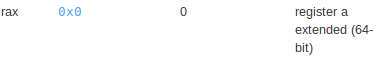 rax 0x0 0 register a
extended (64-
bit)